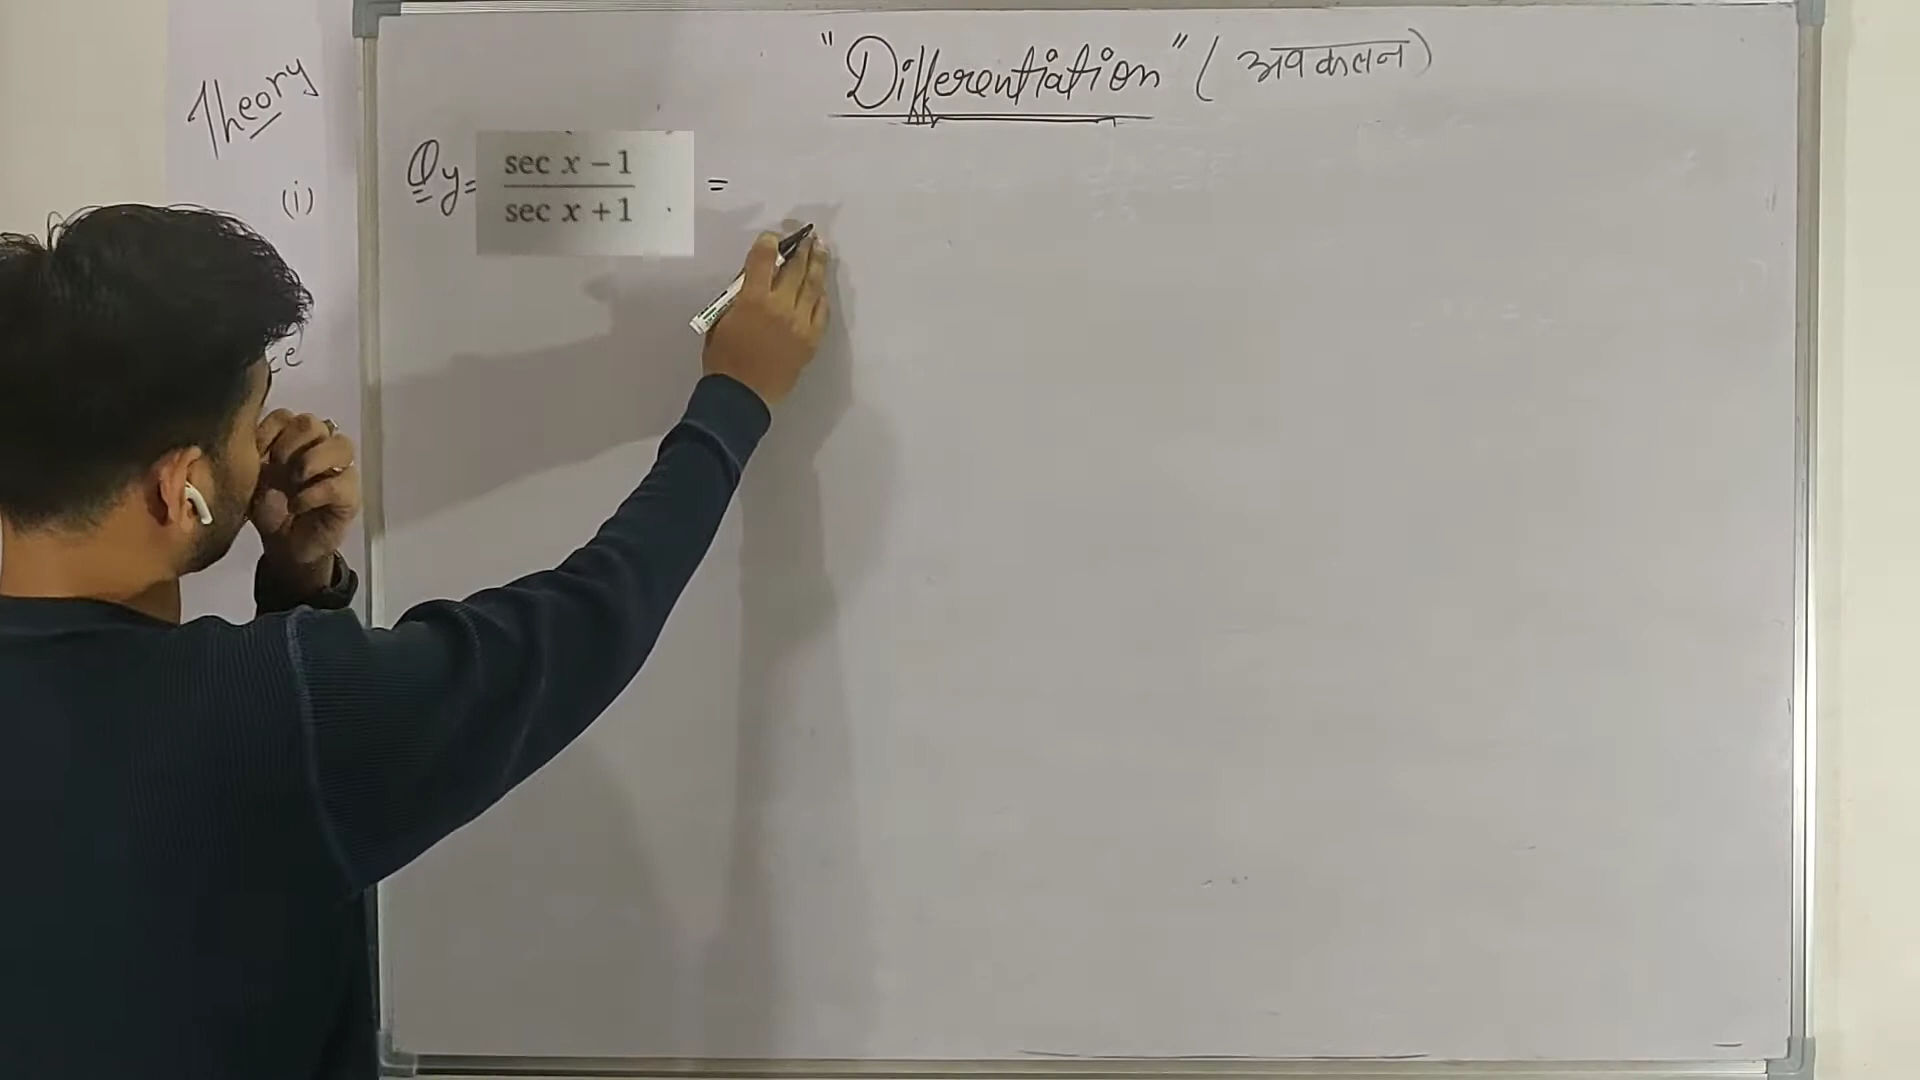 Theory
"Differentiation" (अवकलन)
(i)
Q y = sec x − 1 / sec x + 1 =